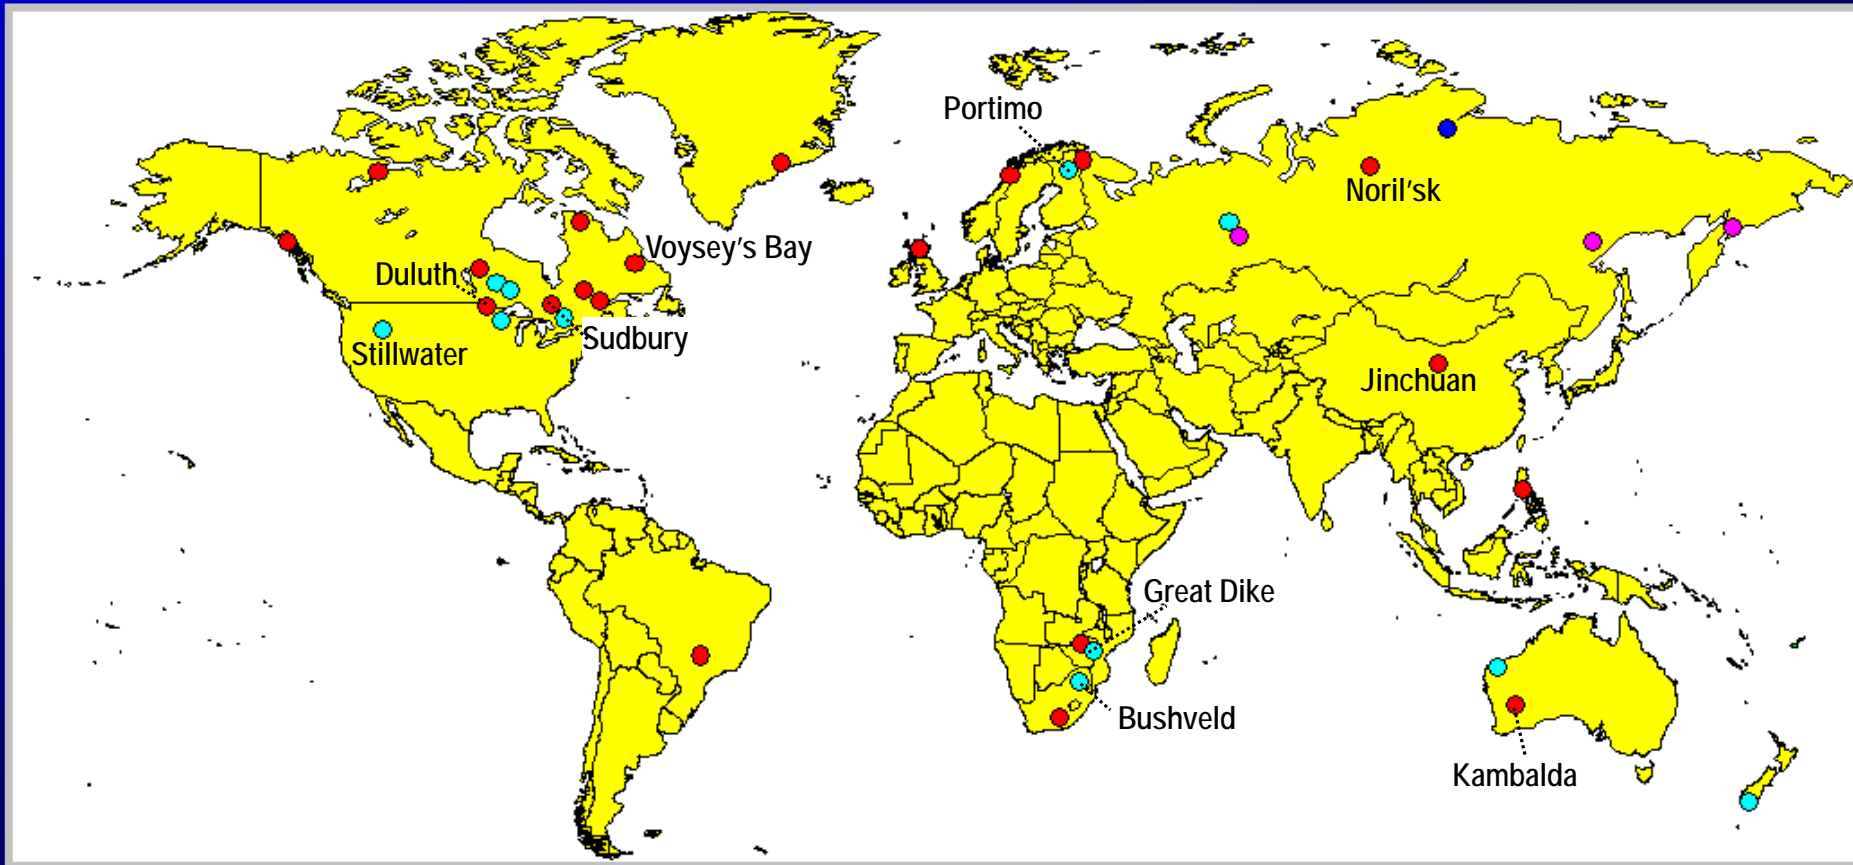 Portimo
Noril'sk
Voysey's Bay
Duluth
Sudbury
Stillwater
Jinchuan
Great Dike
Bushveld
Kambalda